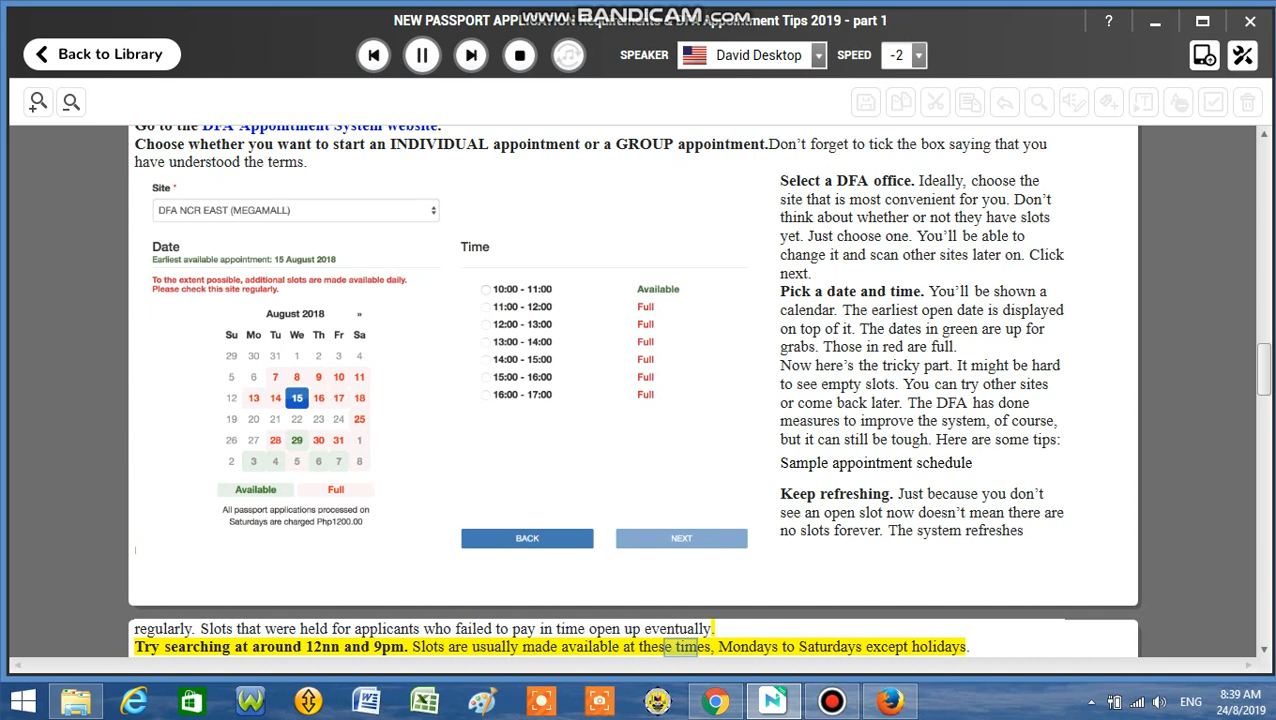 NEW PASSPORT APPLICATION Requirements & DFA Appointment Tips 2019 - part 1
www.BANDICAM.com
Back to Library
SPEAKER
David Desktop
SPEED
-2
Go to the DFA Appointment System website.
Choose whether you want to start an INDIVIDUAL appointment or a GROUP appointment.Don't forget to tick the box saying that you
have understood the terms.
Site *
DFA NCR EAST (MEGAMALL)
Date
Earliest available appointment: 15 August 2018
To the extent possible, additional slots are made available daily.
Please check this site regularly.
August 2018 »
Su Mo Tu We Th Fr Sa
29 30 31 1 2 3 4
5 6 7 8 9 10 11
12 13 14 15 16 17 18
19 20 21 22 23 24 25
26 27 28 29 30 31 1
2 3 4 5 6 7 8
Available Full
All passport applications processed on
Saturdays are charged Php1200.00
Time
10:00 - 11:00 Available
11:00 - 12:00 Full
12:00 - 13:00 Full
13:00 - 14:00 Full
14:00 - 15:00 Full
15:00 - 16:00 Full
16:00 - 17:00 Full
BACK
NEXT
Select a DFA office. Ideally, choose the
site that is most convenient for you. Don't
think about whether or not they have slots
yet. Just choose one. You'll be able to
change it and scan other sites later on. Click
next.
Pick a date and time. You'll be shown a
calendar. The earliest open date is displayed
on top of it. The dates in green are up for
grabs. Those in red are full.
Now here's the tricky part. It might be hard
to see empty slots. You can try other sites
or come back later. The DFA has done
measures to improve the system, of course,
but it can still be tough. Here are some tips:
Sample appointment schedule
Keep refreshing. Just because you don't
see an open slot now doesn't mean there are
no slots forever. The system refreshes
regularly. Slots that were held for applicants who failed to pay in time open up eventually.
Try searching at around 12nn and 9pm. Slots are usually made available at these times, Mondays to Saturdays except holidays.
ENG
8:39 AM
24/8/2019